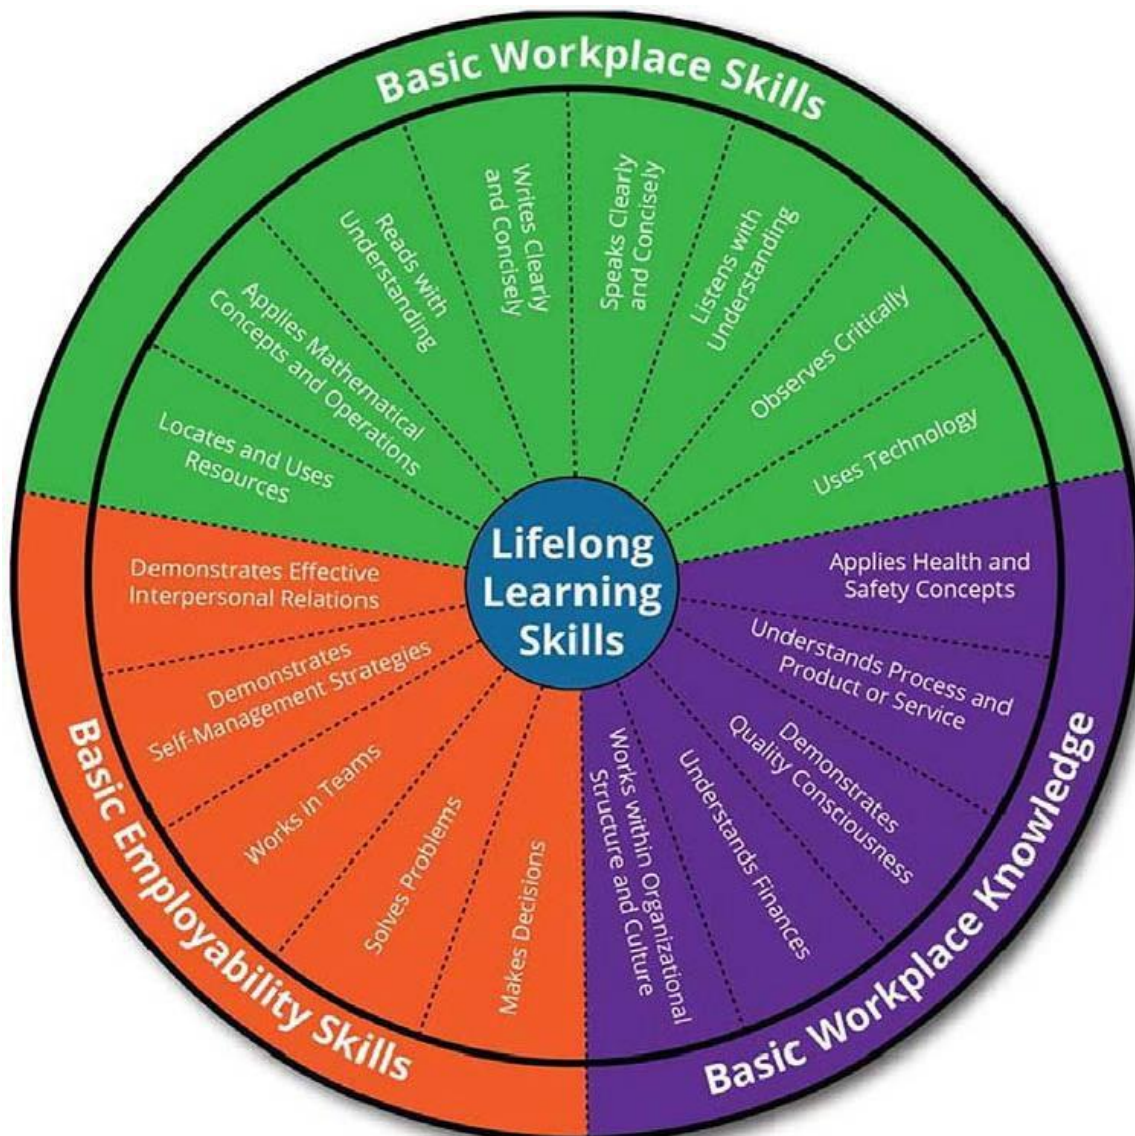 Basic Workplace Skills
Locates and Uses
Resources
Applies Mathematical
Concepts and Operations
Reads with
Understanding
Writes Clearly
and Concisely
Speaks Clearly
and Concisely
Listens with
Understanding
Observes Critically
Uses Technology
Lifelong
Learning
Skills
Applies Health and
Safety Concepts
Understands Process and
Product or Service
Demonstrates
Quality Consciousness
Understands Finances
Works within Organizational
Structure and Culture
Basic Workplace Knowledge
Demonstrates Effective
Interpersonal Relations
Demonstrates
Self-Management Strategies
Works in Teams
Solves Problems
Makes Decisions
Basic Employability Skills